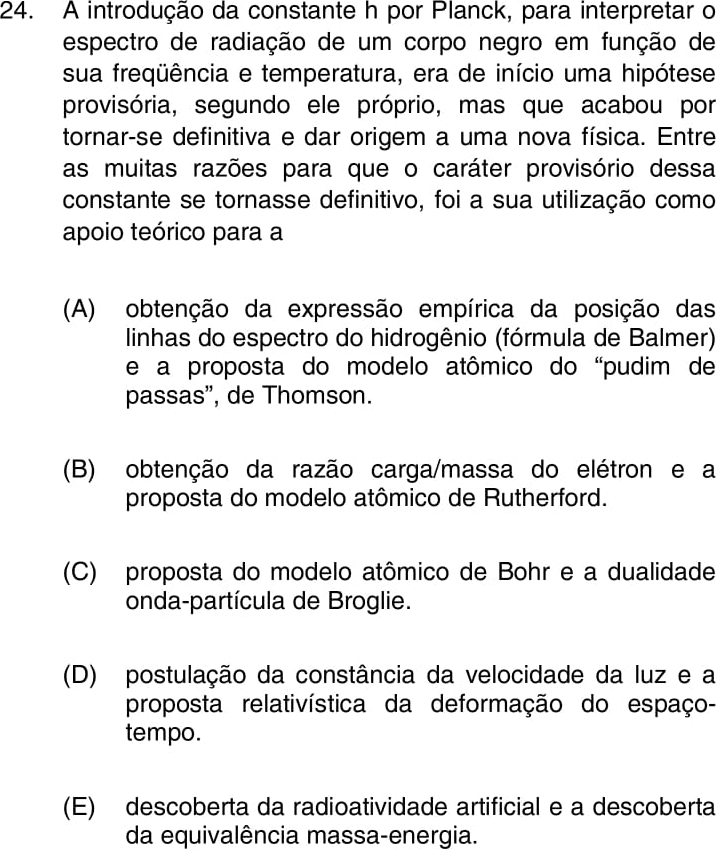 24. A introdução da constante h por Planck, para interpretar o
espectro de radiação de um corpo negro em função de
sua freqüência e temperatura, era de início uma hipótese
provisória, segundo ele próprio, mas que acabou por
tornar-se definitiva e dar origem a uma nova física. Entre
as muitas razões para que o caráter provisório dessa
constante se tornasse definitivo, foi a sua utilização como
apoio teórico para a
(A) obtenção da expressão empírica da posição das
linhas do espectro do hidrogênio (fórmula de Balmer)
e a proposta do modelo atômico do “pudim de
passas”, de Thomson.
(B) obtenção da razão carga/massa do elétron e a
proposta do modelo atômico de Rutherford.
(C) proposta do modelo atômico de Bohr e a dualidade
onda-partícula de Broglie.
(D) postulação da constância da velocidade da luz e a
proposta relativística da deformação do espaço-
tempo.
(E) descoberta da radioatividade artificial e a descoberta
da equivalência massa-energia.